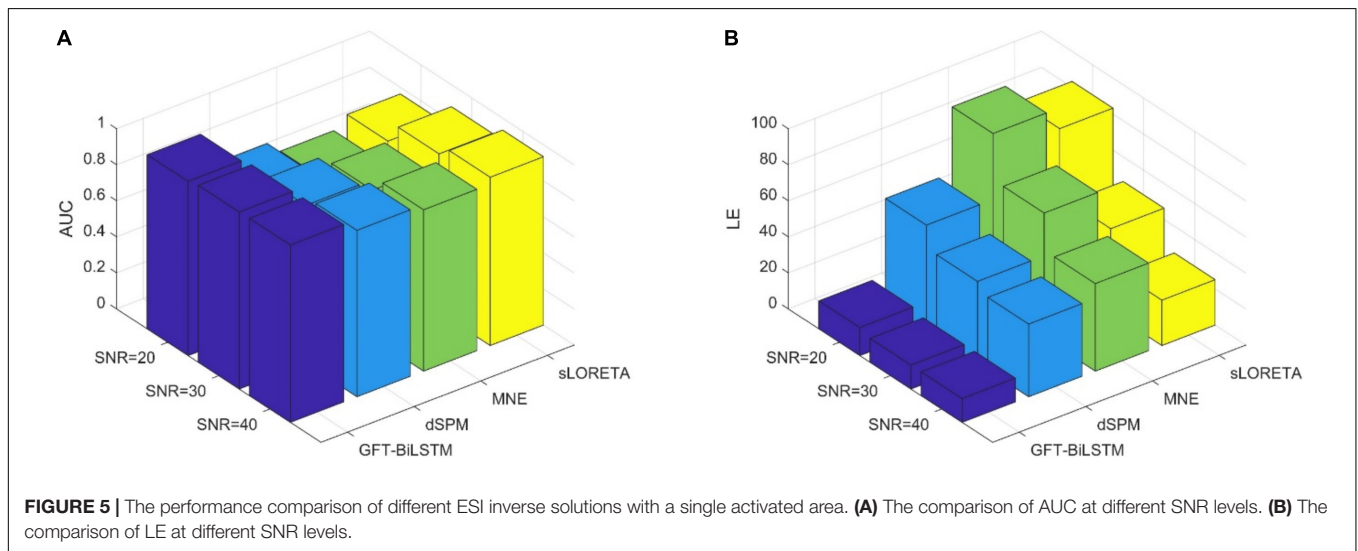 A
1
0.8
0.6
0.4
0.2
0
AUC
SNR=20
SNR=30
SNR=40
GFT-BiLSTM
dSPM
MNE
sLORETA
B
100
80
60
40
20
0
LE
SNR=20
SNR=30
SNR=40
GFT-BiLSTM
dSPM
MNE
sLORETA
FIGURE 5 | The performance comparison of different ESI inverse solutions with a single activated area. (A) The comparison of AUC at different SNR levels. (B) The
comparison of LE at different SNR levels.